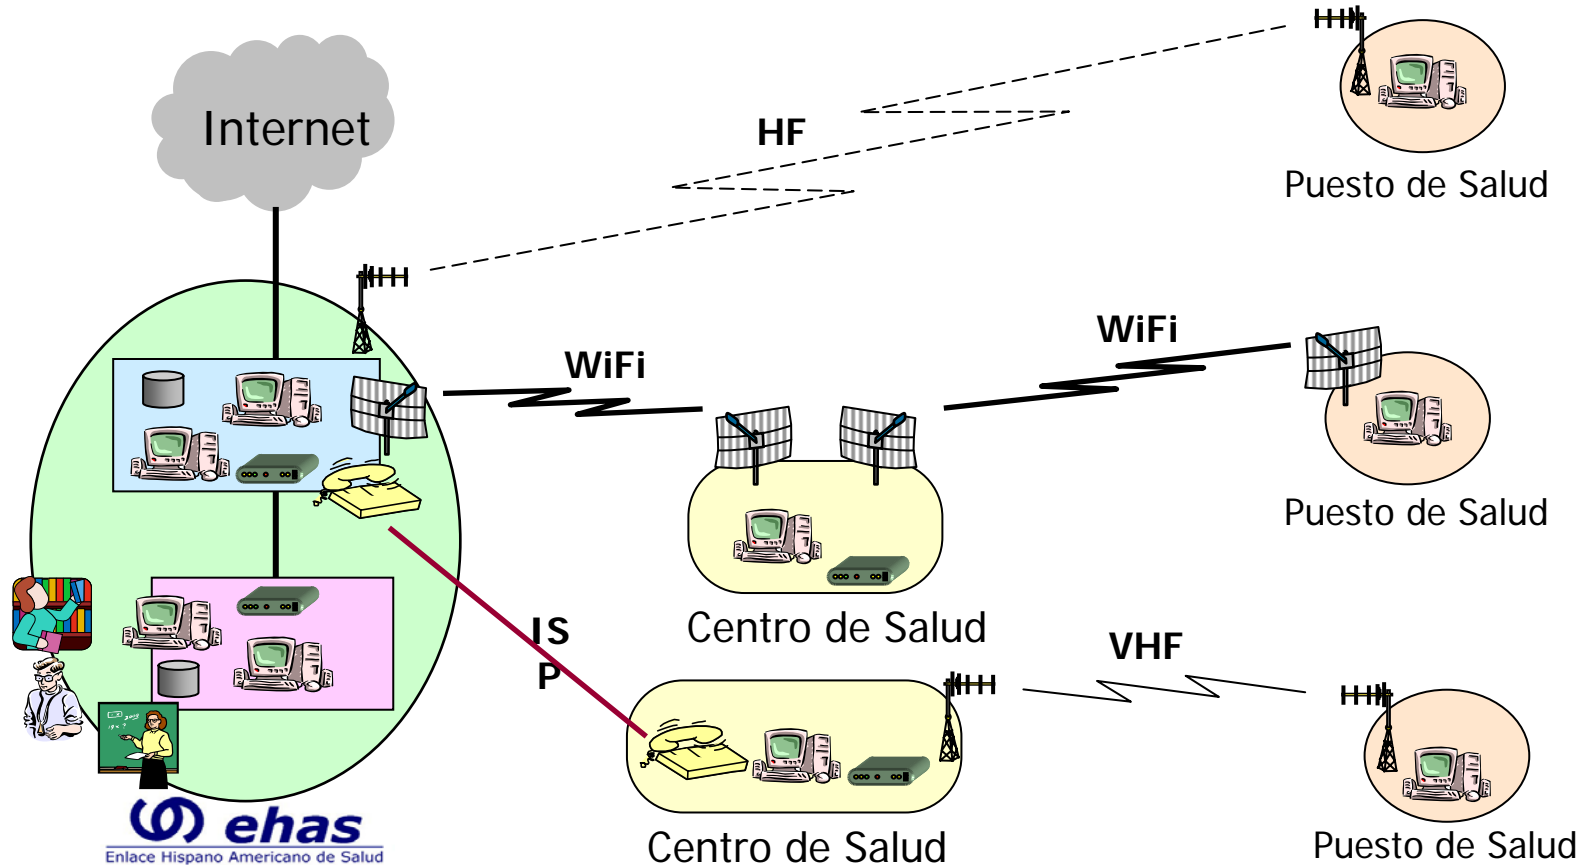 Internet
HF
Puesto de Salud
WiFi
WiFi
Puesto de Salud
Centro de Salud
IS
P
VHF
Centro de Salud
Puesto de Salud
ehas
Enlace Hispano Americano de Salud